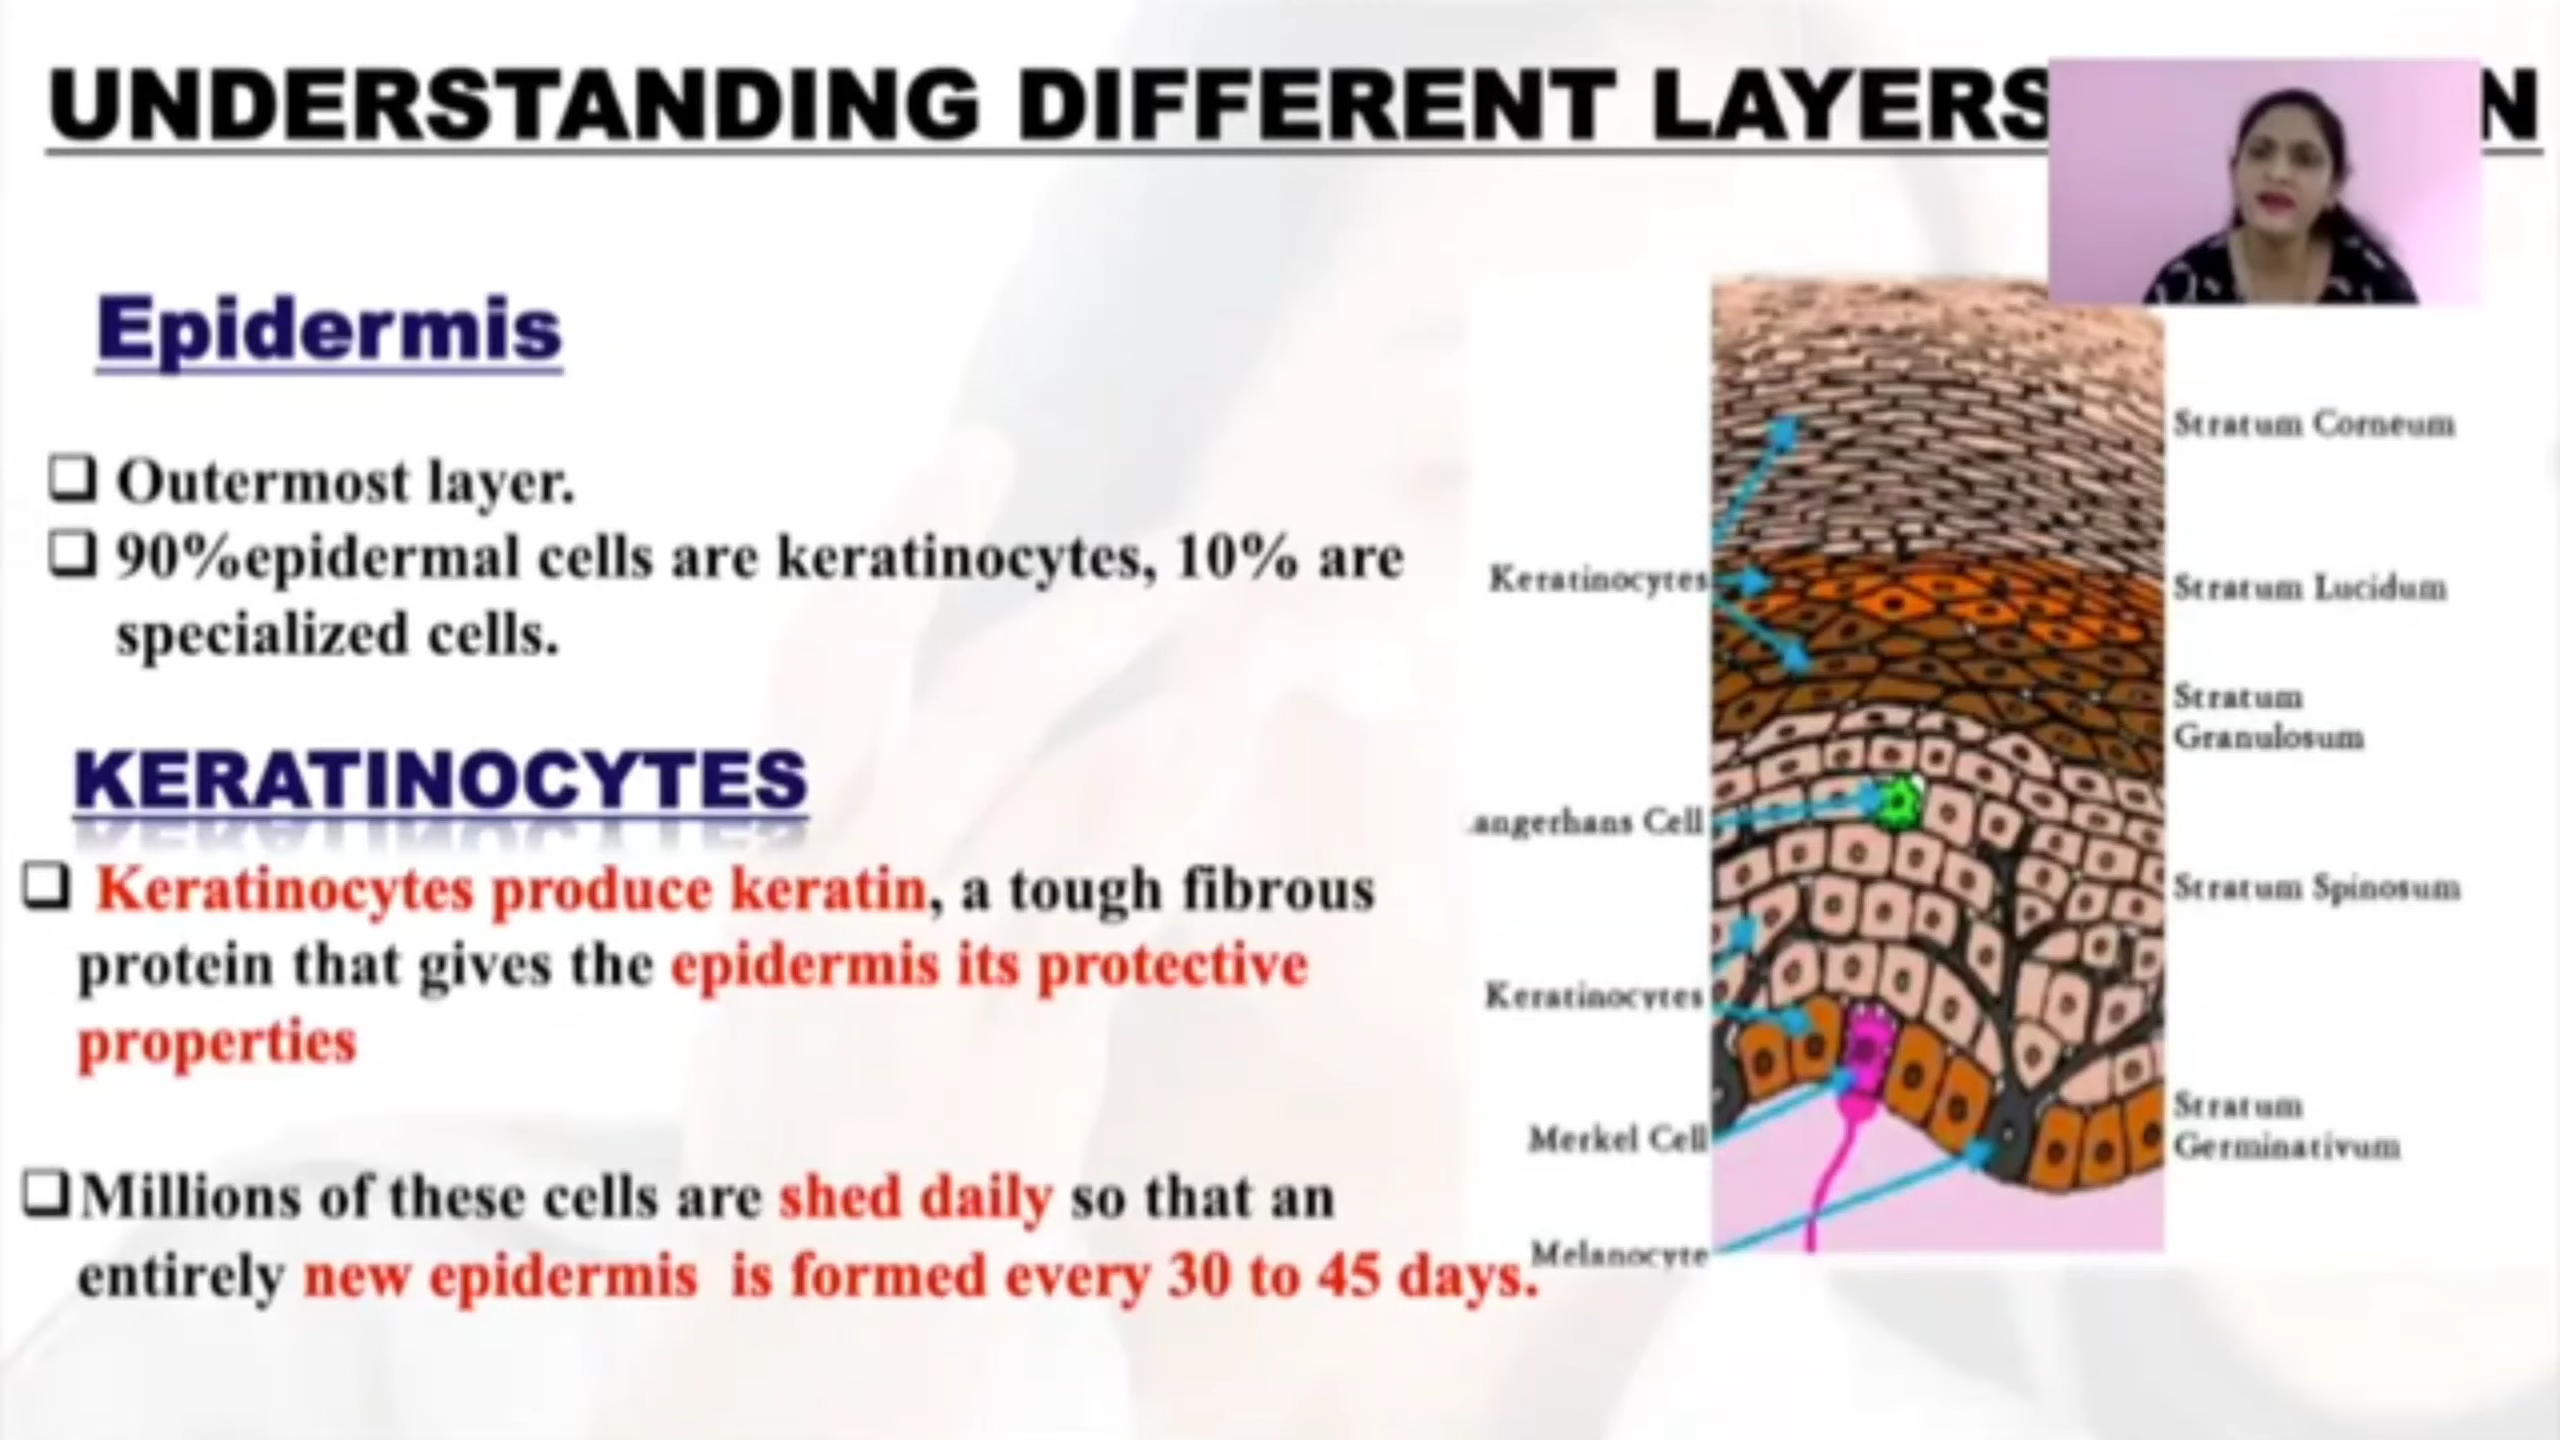 UNDERSTANDING DIFFERENT LAYERS N
Epidermis
❑ Outermost layer.
❑ 90%epidermal cells are keratinocytes, 10% are
specialized cells.
KERATINOCYTES
❑ Keratinocytes produce keratin, a tough fibrous
protein that gives the epidermis its protective
properties
❑Millions of these cells are shed daily so that an
entirely new epidermis is formed every 30 to 45 days.
Keratinocytes
angerhans Cell
Keratinocytes
Merkel Cell
Melanocyte
Stratum Corneum
Stratum Lucidum
Stratum
Granulosum
Stratum Spinosum
Stratum
Germinativum